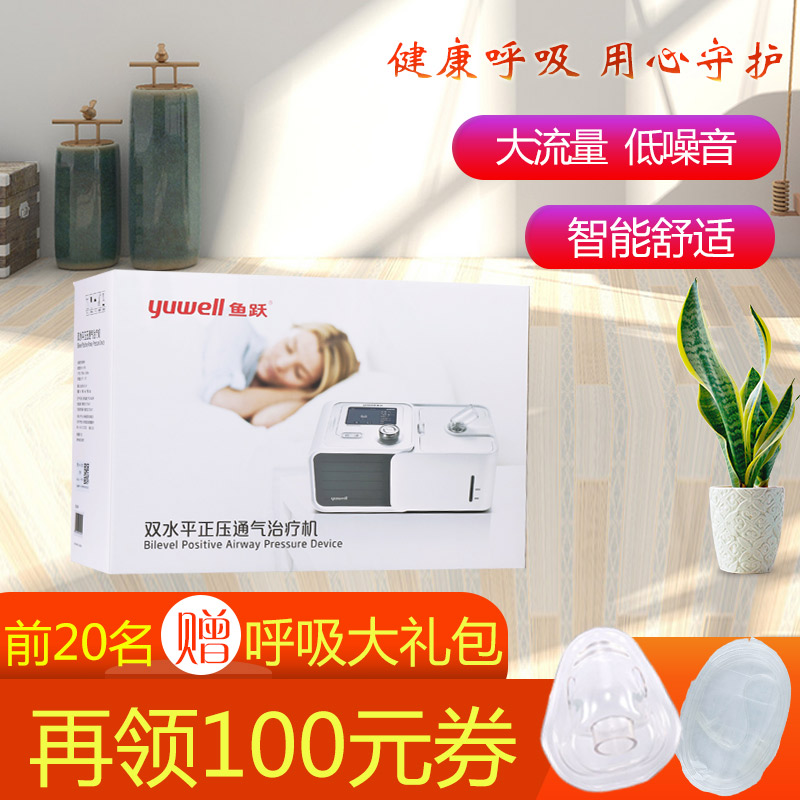 健康呼吸 用心守护
大流量 低噪音
智能舒适
yuwell 鱼跃
yuwell
双水平正压通气治疗机
Bilevel Positive Airway Pressure Device
前20名 赠 呼吸大礼包
再领100元券